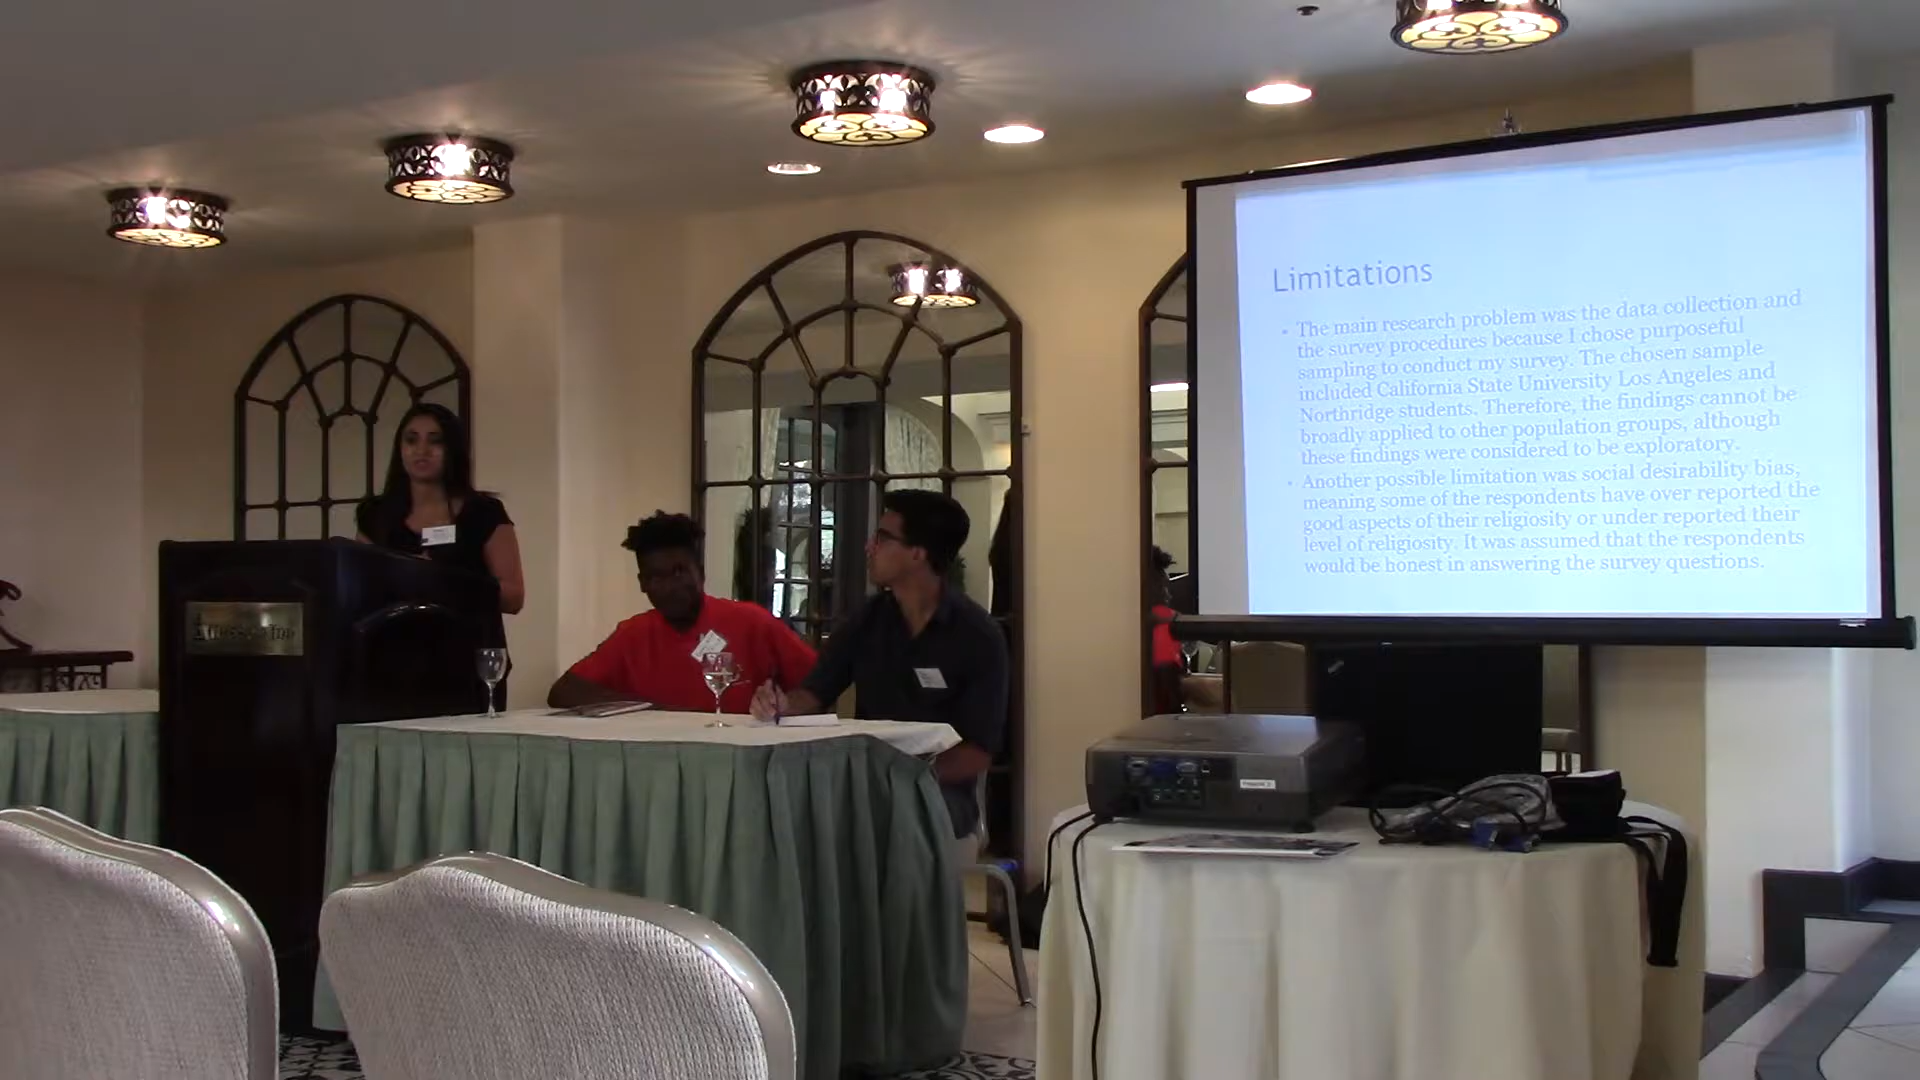 Limitations
The main research problem was the data collection and
the survey procedures because I chose purposeful
sampling to conduct my survey. The chosen sample
included California State University Los Angeles and
Northridge students. Therefore, the findings cannot be
broadly applied to other population groups, although
these findings were considered to be exploratory.
Another possible limitation was social desirability bias,
meaning some of the respondents have over reported the
good aspects of their religiosity or under reported their
level of religiosity. It was assumed that the respondents
would be honest in answering the survey questions.